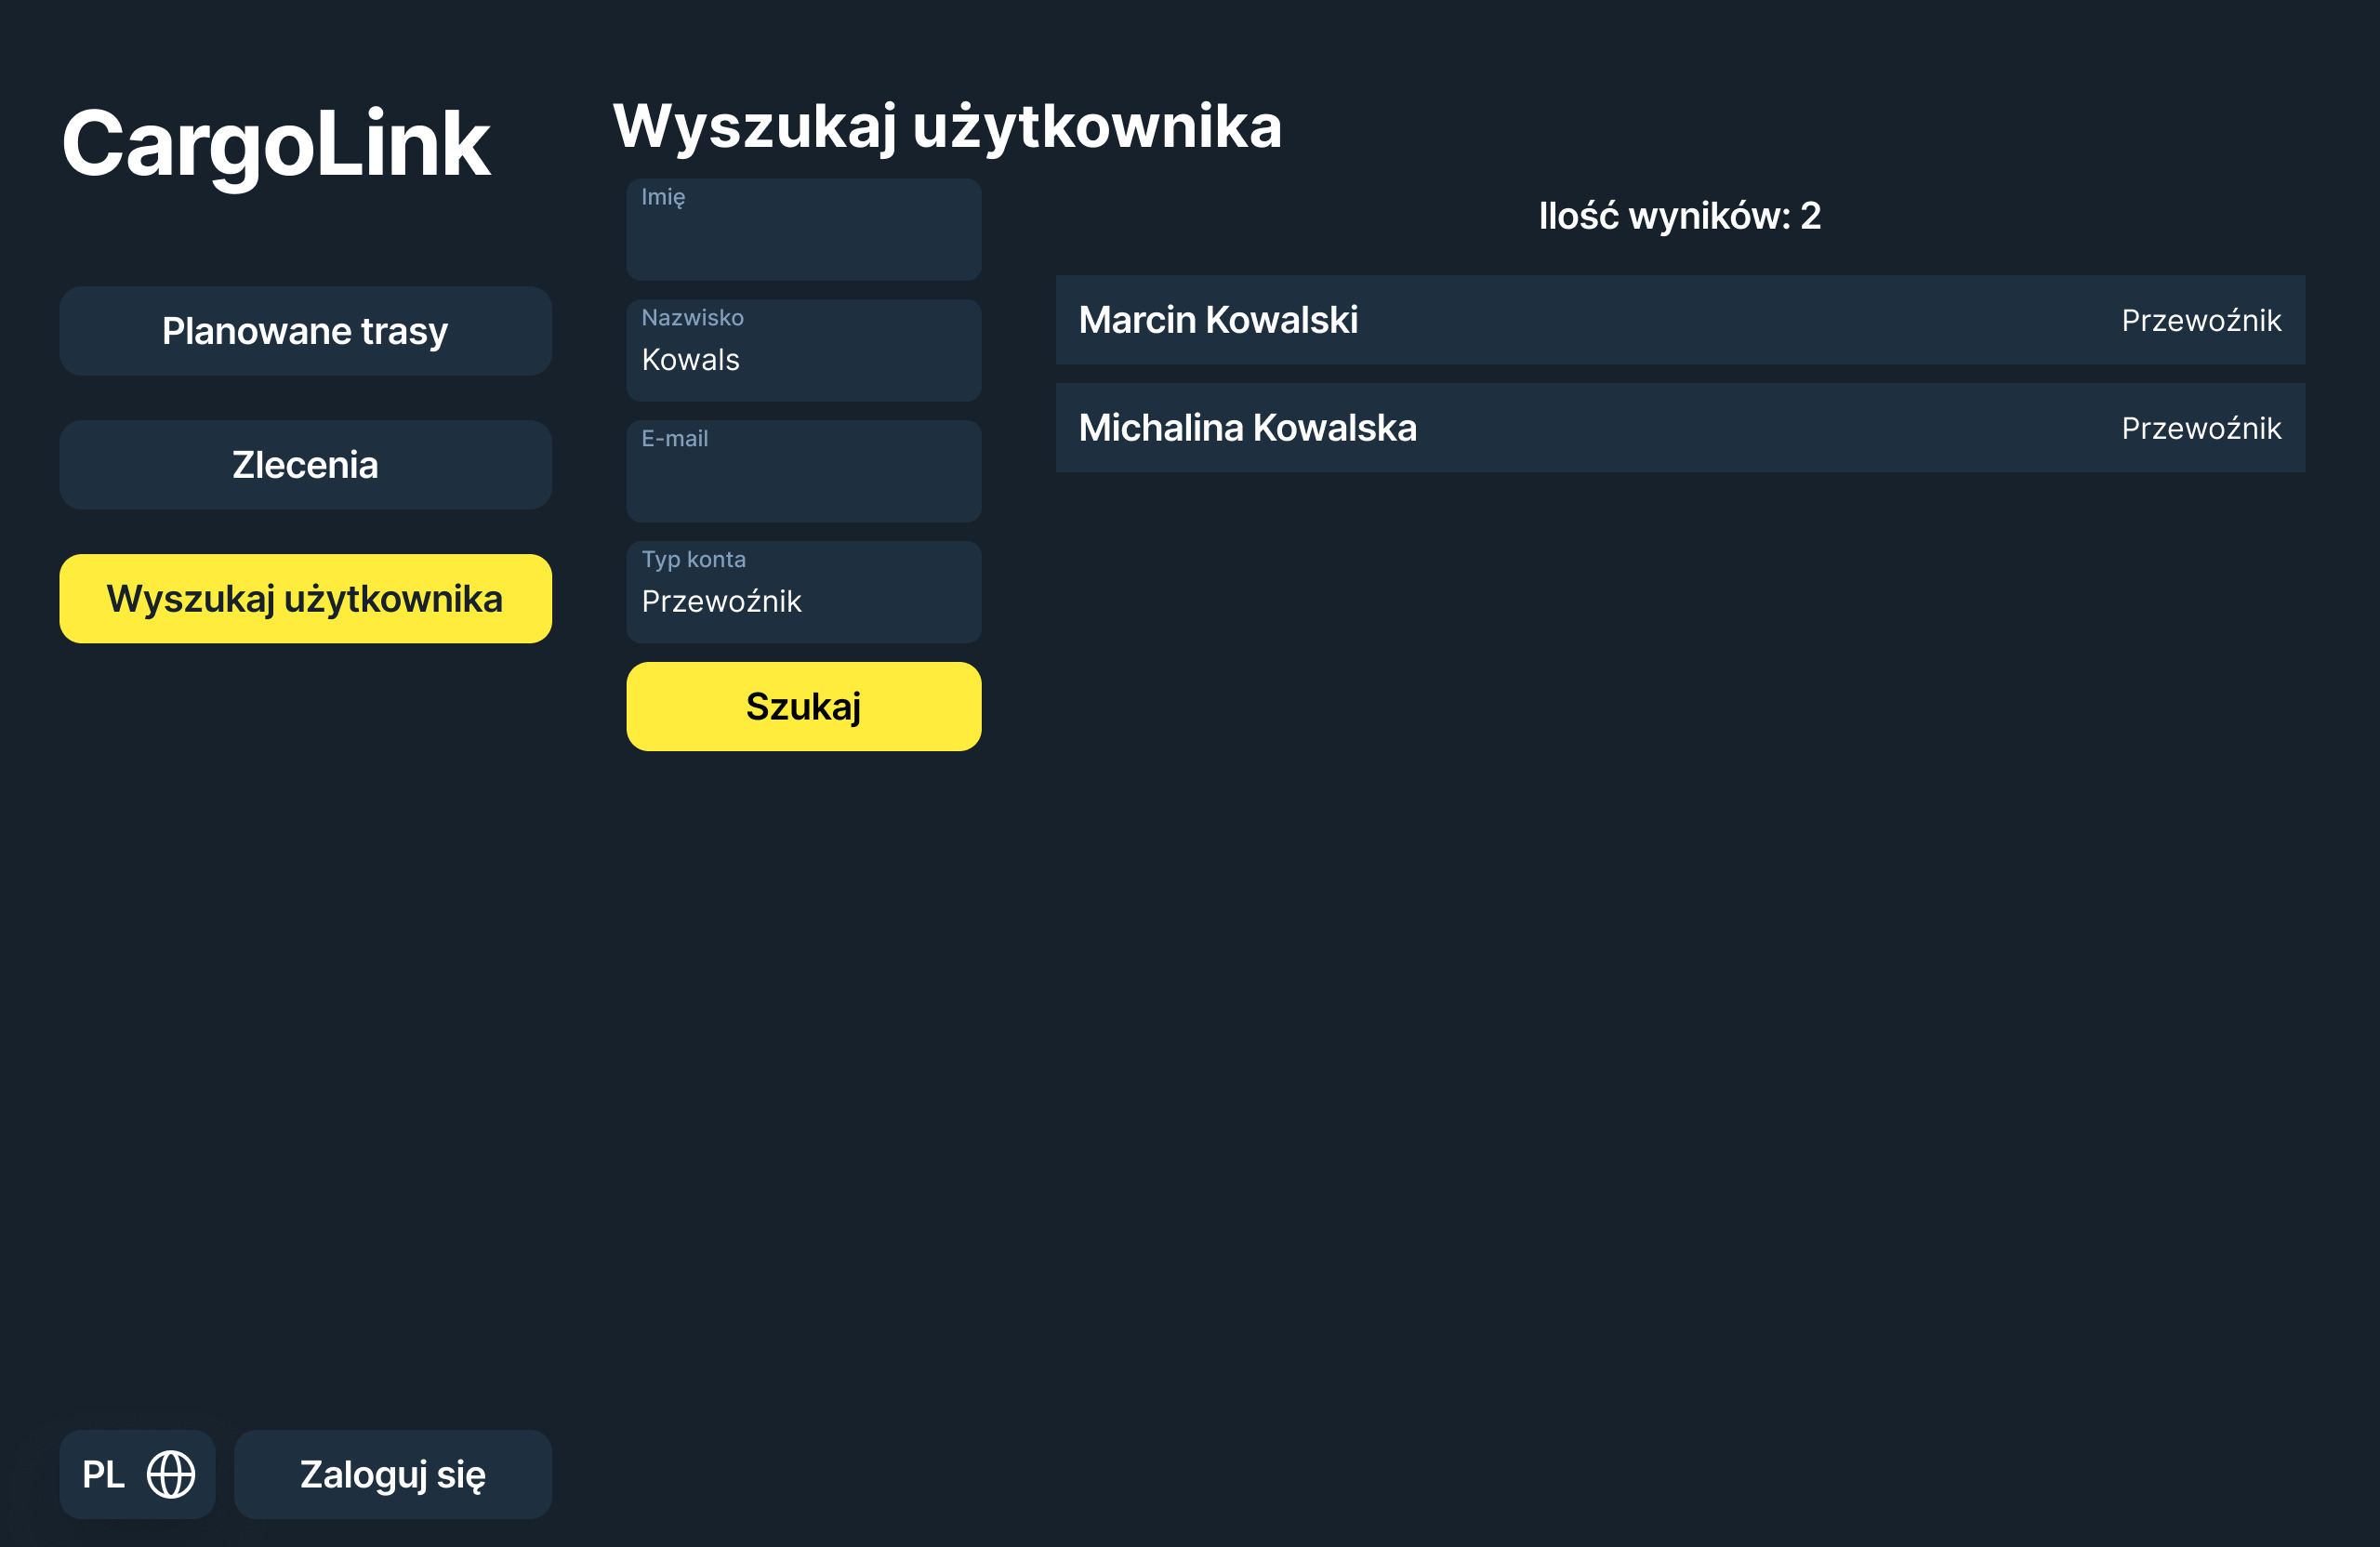 CargoLink
Planowane trasy
Zlecenia
Wyszukaj użytkownika
PL
Zaloguj się
Wyszukaj użytkownika
Imię
Nazwisko
Kowals
E-mail
Typ konta
Przewoźnik
Szukaj
Ilość wyników: 2
Marcin Kowalski Przewoźnik
Michalina Kowalska Przewoźnik